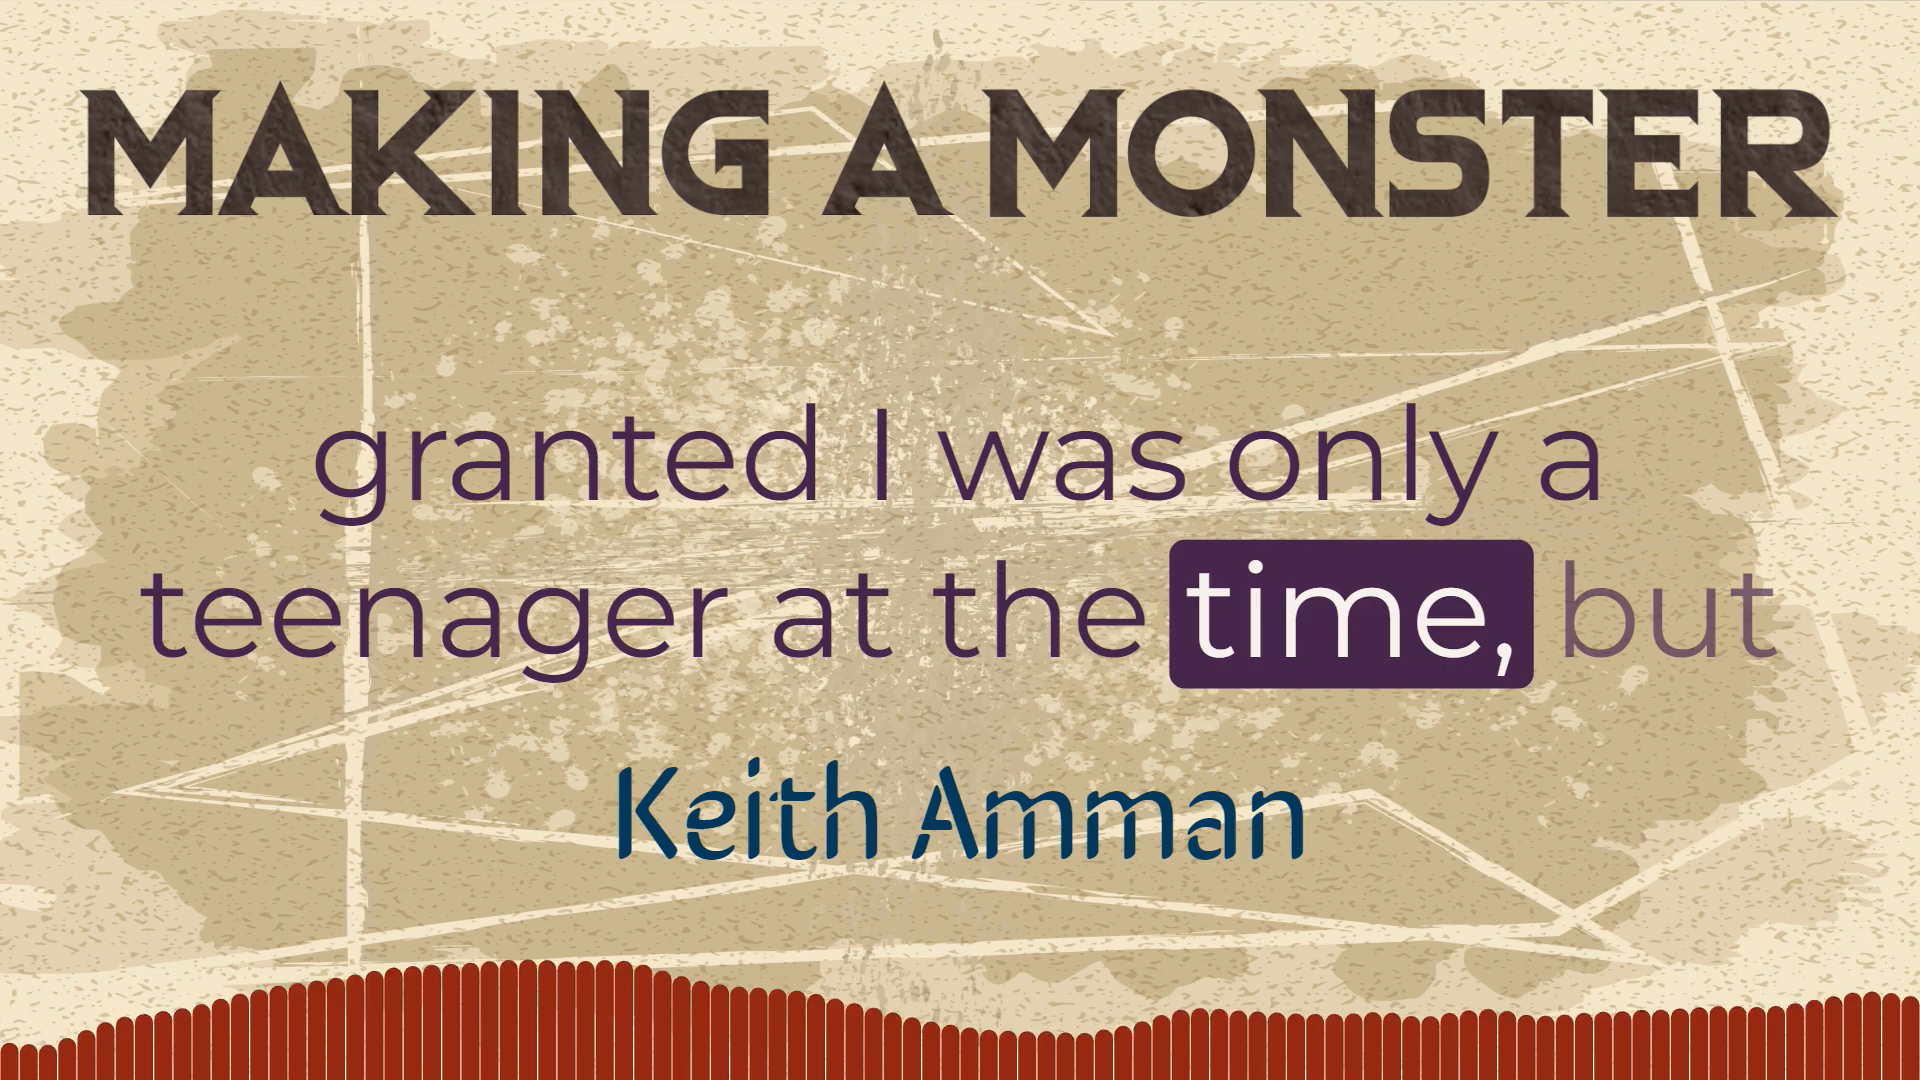 MAKING A MONSTER
granted I was only a
teenager at the time, but
Keith Amman